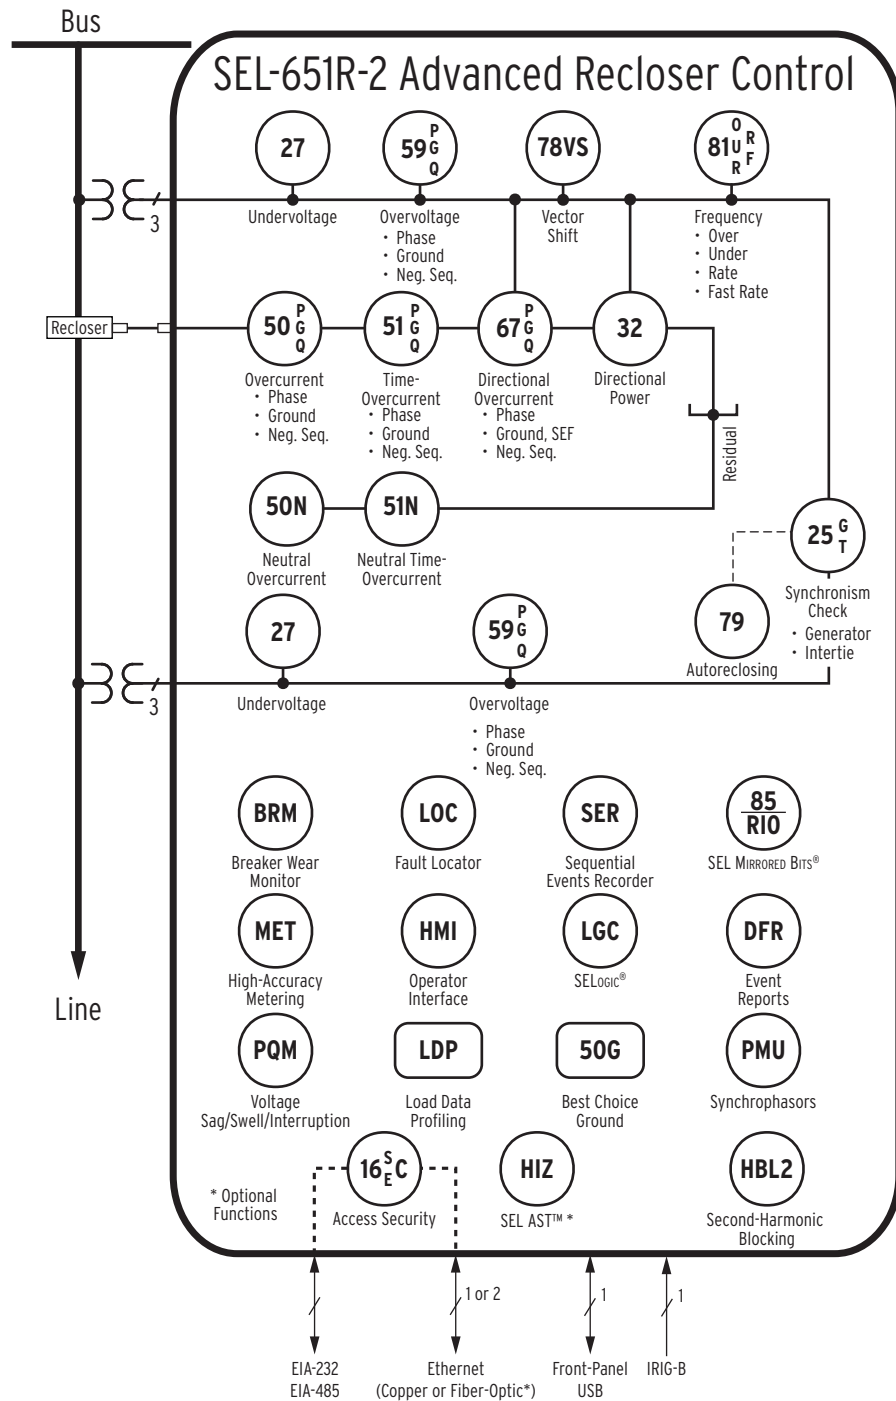 Bus
SEL-651R-2 Advanced Recloser Control
27
59 P G Q
78VS
81 O U R R F
3
Undervoltage
Overvoltage
• Phase
• Ground
• Neg. Seq.
Vector
Shift
Frequency
• Over
• Under
• Rate
• Fast Rate
Recloser
50 P G Q
51 P G Q
67 P G Q
32
Overcurrent
• Phase
• Ground
• Neg. Seq.
Time-
Overcurrent
• Phase
• Ground
• Neg. Seq.
Directional
Overcurrent
• Phase
• Ground, SEF
• Neg. Seq.
Directional
Power
Residual
50N
51N
Neutral
Overcurrent
Neutral Time-
Overcurrent
25 G T
Synchronism
Check
• Generator
• Intertie
79
Autoreclosing
27
59 P G Q
3
Undervoltage
Overvoltage
• Phase
• Ground
• Neg. Seq.
BRM
Breaker Wear
Monitor
LOC
Fault Locator
SER
Sequential
Events Recorder
85
RIO
SEL MIRRORED BITS®
MET
High-Accuracy
Metering
HMI
Operator
Interface
LGC
SELOGIC®
DFR
Event
Reports
Line
PQM
Voltage
Sag/Swell/Interruption
LDP
Load Data
Profiling
50G
Best Choice
Ground
PMU
Synchrophasors
* Optional
Functions
16 S E C
Access Security
HIZ
SEL AST™ *
HBL2
Second-Harmonic
Blocking
1 or 2
1
1
EIA-232
EIA-485
Ethernet
(Copper or Fiber-Optic*)
Front-Panel
USB
IRIG-B